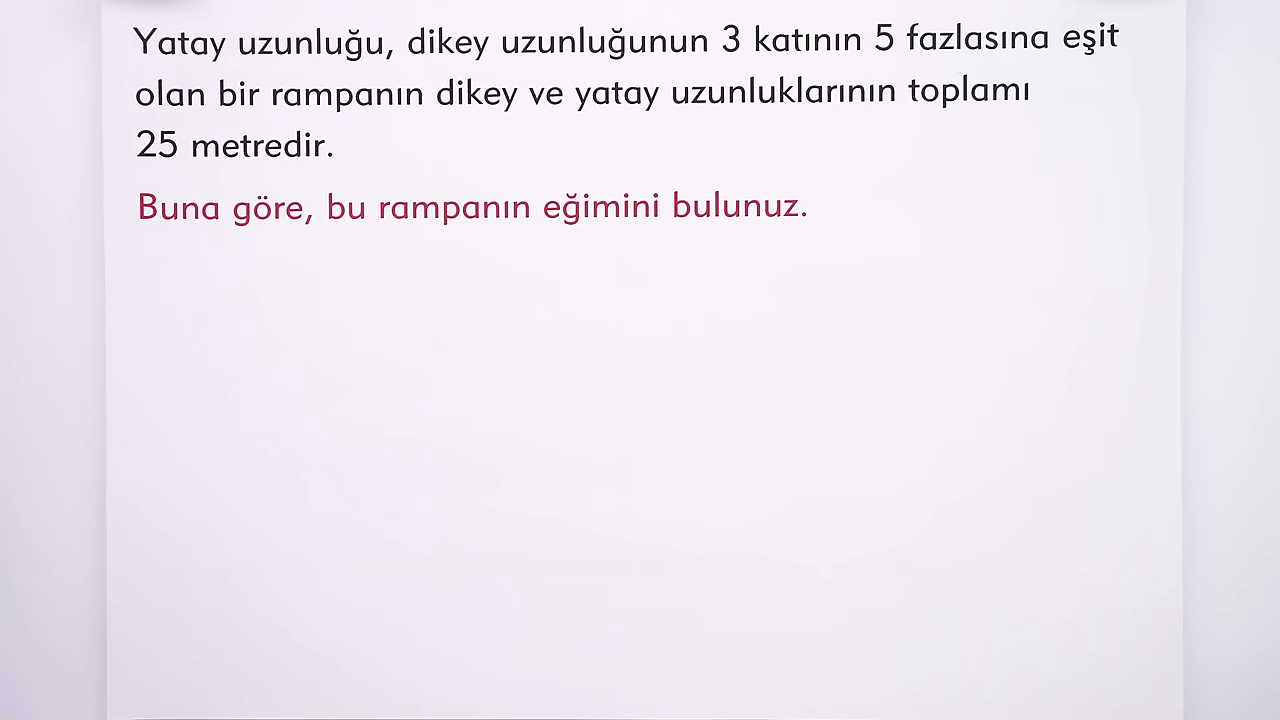 Yatay uzunluğu, dikey uzunluğunun 3 katının 5 fazlasına eşit
olan bir rampanın dikey ve yatay uzunluklarının toplamı
25 metredir.
Buna göre, bu rampanın eğimini bulunuz.